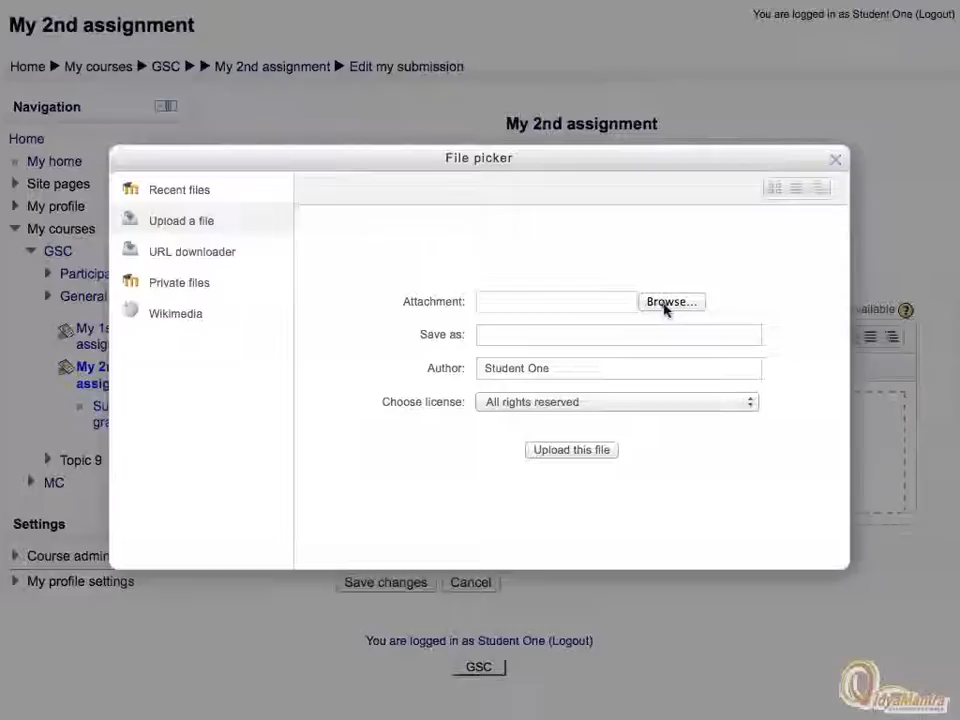 My 2nd assignment
You are logged in as Student One (Logout)
Home ▶ My courses ▶ GSC ▶ ▶ My 2nd assignment ▶ Edit my submission
Navigation
My 2nd assignment
Home
My home
Site pages
My profile
My courses
GSC
Participa
General
My 1s
assig
My 2n
assig
Su
gra
Topic 9
MC
Settings
Course admin
My profile settings
File picker
Recent files
Upload a file
URL downloader
Private files
Wikimedia
Attachment:
Browse...
Save as:
Author: Student One
Choose license: All rights reserved
Upload this file
vailable
Save changes Cancel
You are logged in as Student One (Logout)
GSC
VidyaMantra